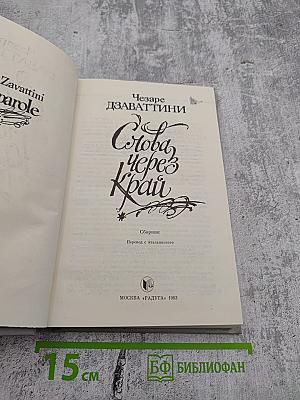 Zavattini
parole
Чезаре
ДЗАВАТТИНИ
Слова
через
край
Сборник
Перевод с итальянского
МОСКВА «РАДУГА» 1983
15 см
БФ БИБЛИОФАН